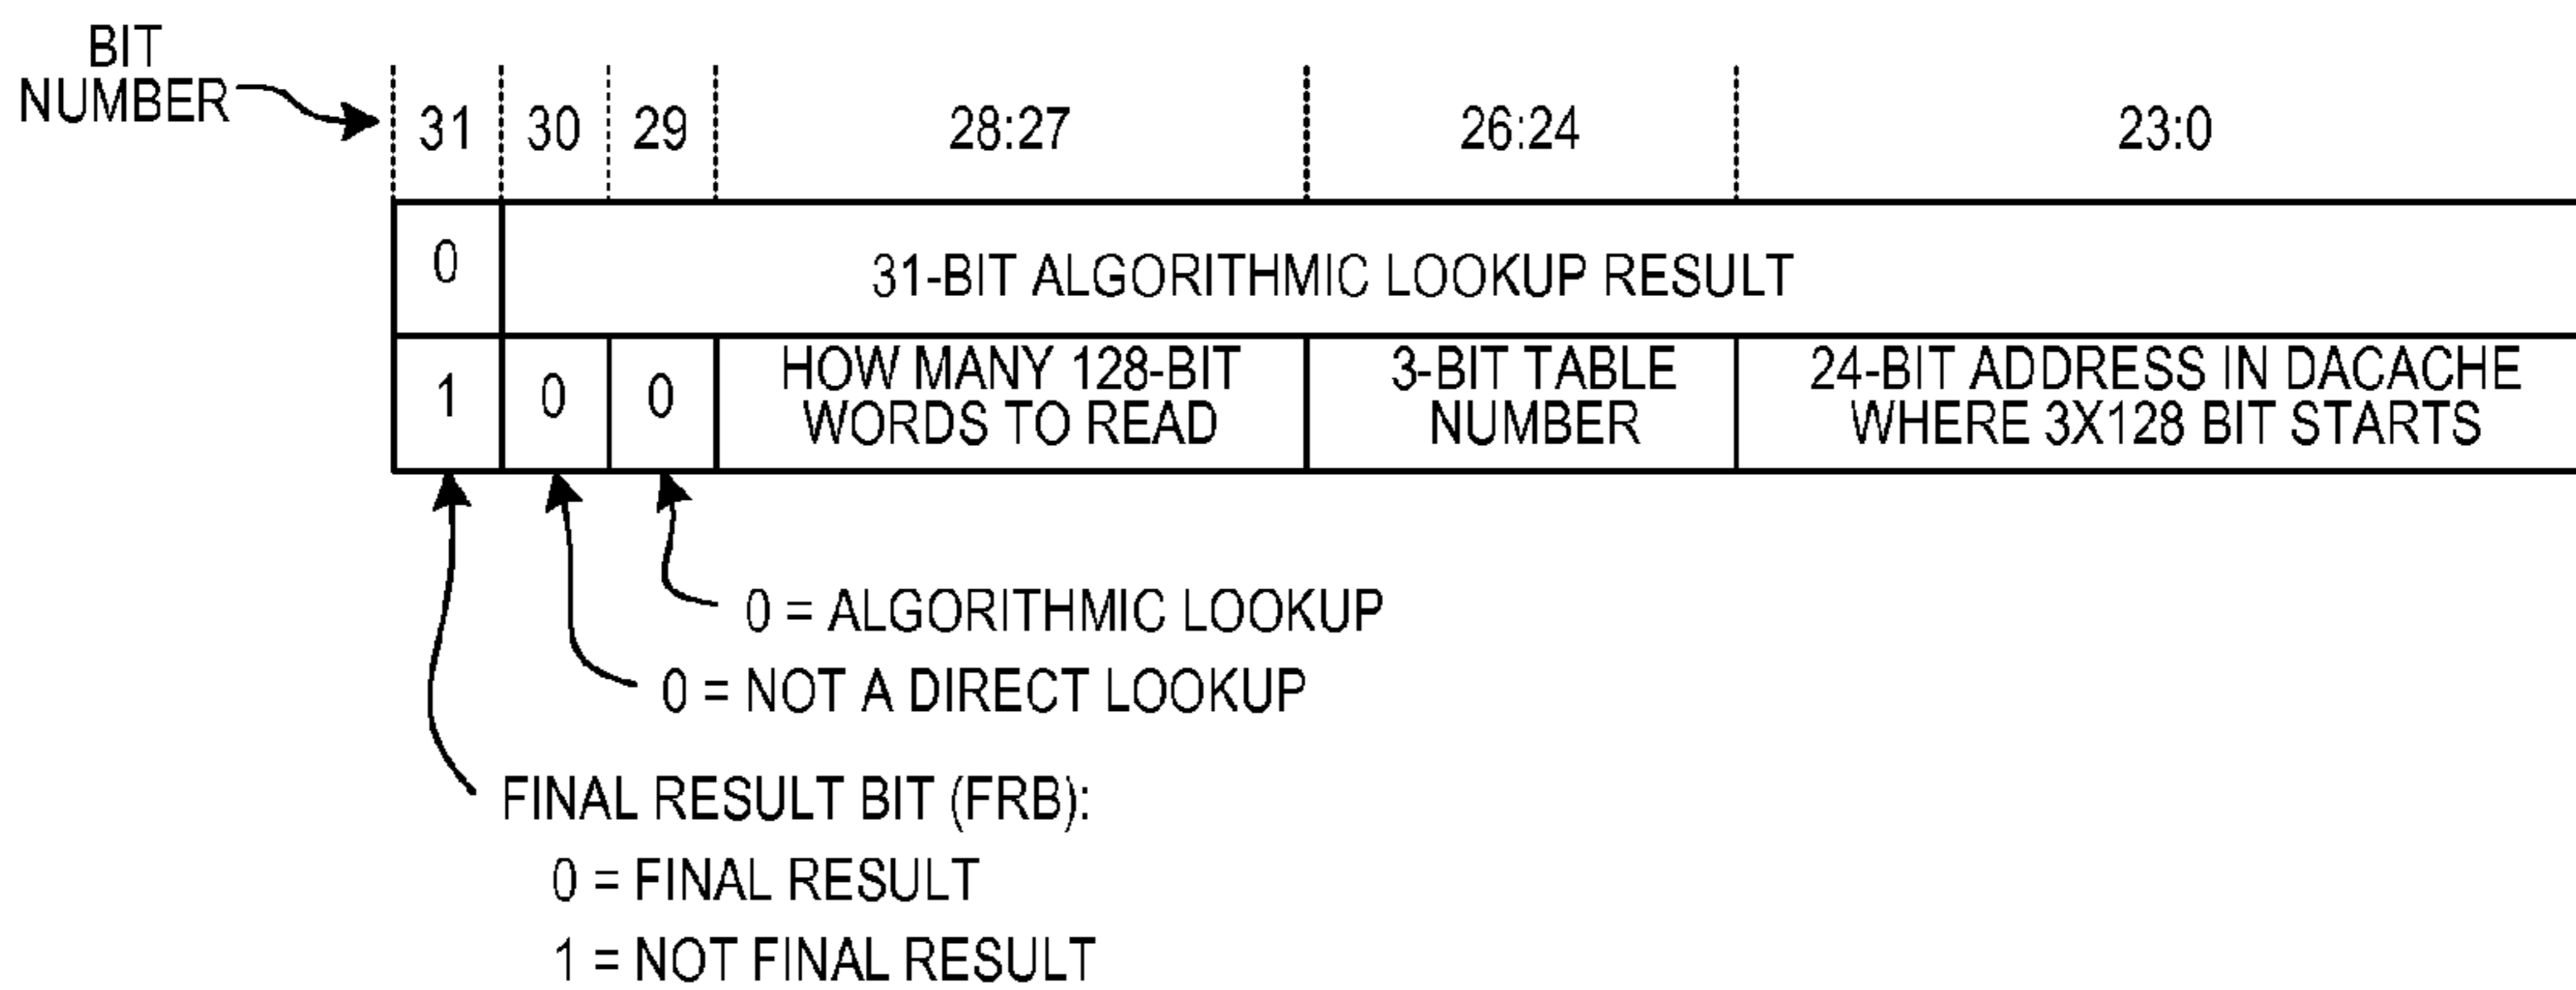 BIT
NUMBER
31 30 29 28:27 26:24 23:0
0 31-BIT ALGORITHMIC LOOKUP RESULT
1 0 0 HOW MANY 128-BIT WORDS TO READ 3-BIT TABLE NUMBER 24-BIT ADDRESS IN DACACHE WHERE 3X128 BIT STARTS
0 = ALGORITHMIC LOOKUP
0 = NOT A DIRECT LOOKUP
FINAL RESULT BIT (FRB):
0 = FINAL RESULT
1 = NOT FINAL RESULT